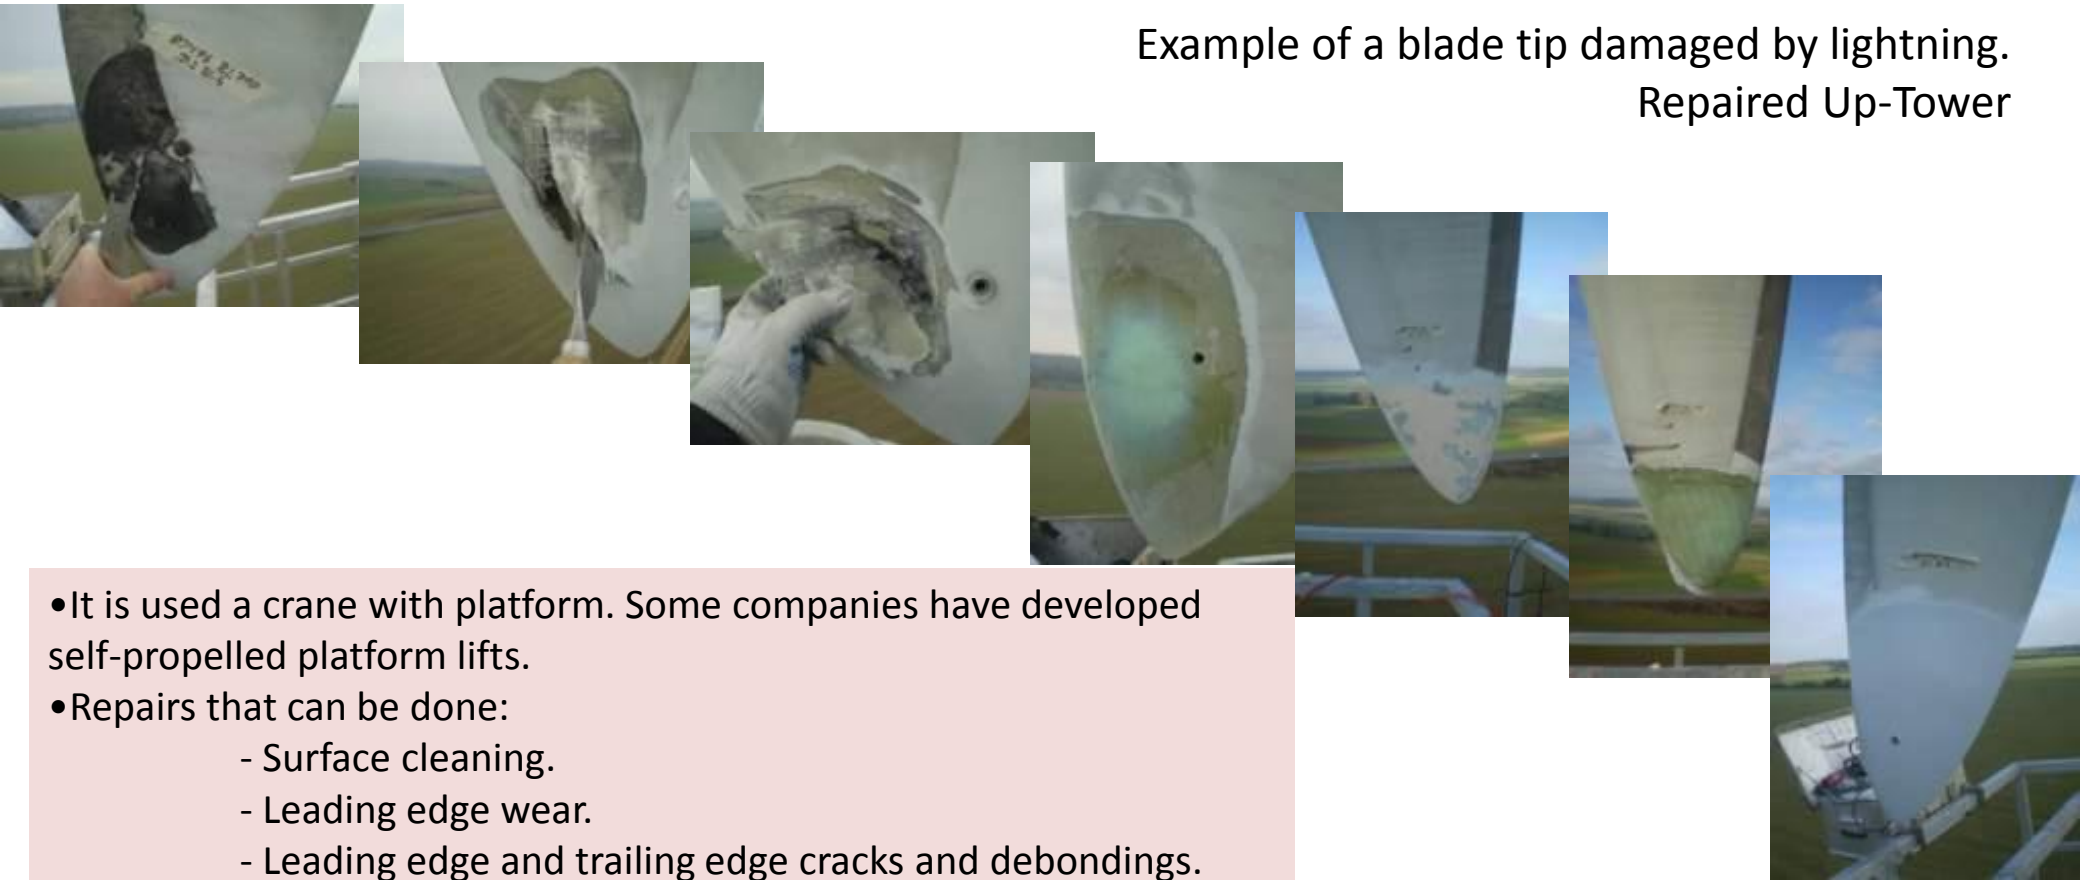 Example of a blade tip damaged by lightning.
Repaired Up-Tower
•It is used a crane with platform. Some companies have developed
self-propelled platform lifts.
•Repairs that can be done:
- Surface cleaning.
- Leading edge wear.
- Leading edge and trailing edge cracks and debondings.